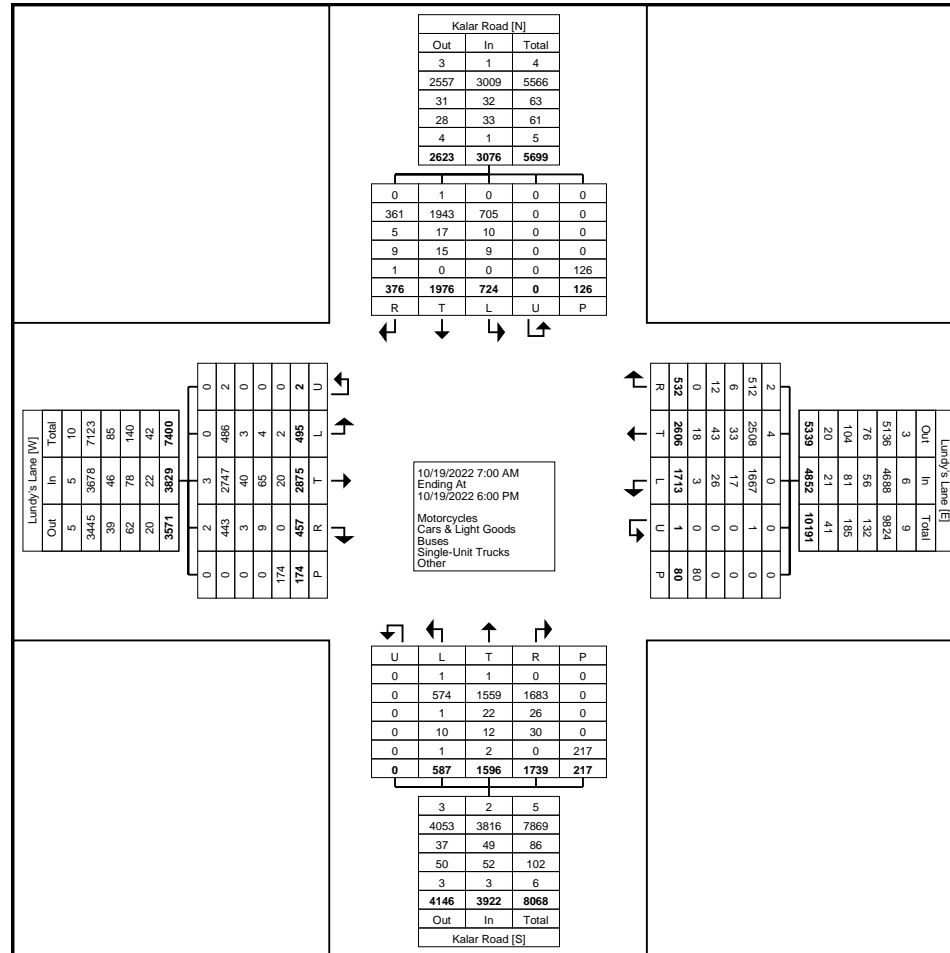 Kalar Road [N]
Out In Total
3 1 4
2557 3009 5566
31 32 63
28 33 61
4 1 5
2623 3076 5699
0 1 0 0 0
361 1943 705 0 0
5 17 10 0 0
9 15 9 0 0
1 0 0 0 126
376 1976 724 0 126
R T L U P
Lundy's Lane [W]
Total In Out
10 5 5
7123 3678 3445
85 46 39
140 78 62
42 22 20
7400 3829 3571
0 0 3 2 0
2 486 2747 443 0
0 3 40 3 0
0 4 65 9 0
0 2 20 0 174
2 495 2875 457 174
U L T R P
10/19/2022 7:00 AM
Ending At
10/19/2022 6:00 PM
Motorcycles
Cars & Light Goods
Buses
Single-Unit Trucks
Other
Lundy's Lane [E]
Out In Total
3 6 9
5136 4688 9824
76 56 132
104 81 185
20 21 41
5339 4852 10191
2 4 0 0 0
512 2508 1667 1 0
6 33 17 0 0
12 43 26 0 0
0 18 3 0 80
532 2606 1713 1 80
R T L U P
U L T R P
0 1 1 0 0
0 574 1559 1683 0
0 1 22 26 0
0 10 12 30 0
0 1 2 0 217
0 587 1596 1739 217
3 2 5
4053 3816 7869
37 49 86
50 52 102
3 3 6
4146 3922 8068
Out In Total
Kalar Road [S]